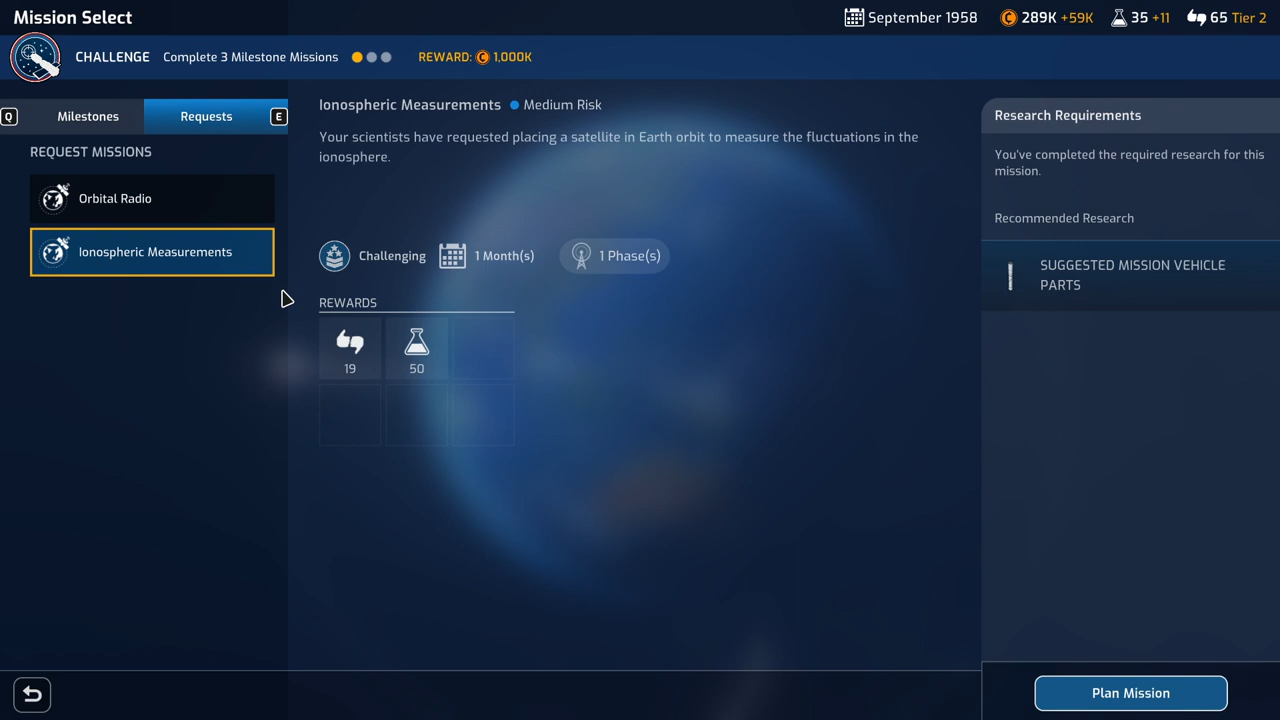 Mission Select
September 1958
289K +59K
35 +11
65 Tier 2
CHALLENGE Complete 3 Milestone Missions
REWARD: C 1,000K
Q Milestones Requests E
REQUEST MISSIONS
Orbital Radio
Ionospheric Measurements
Ionospheric Measurements Medium Risk
Your scientists have requested placing a satellite in Earth orbit to measure the fluctuations in the
ionosphere.
Challenging 1 Month(s) 1 Phase(s)
REWARDS
19 50
Research Requirements
You've completed the required research for this
mission.
Recommended Research
SUGGESTED MISSION VEHICLE
PARTS
Plan Mission